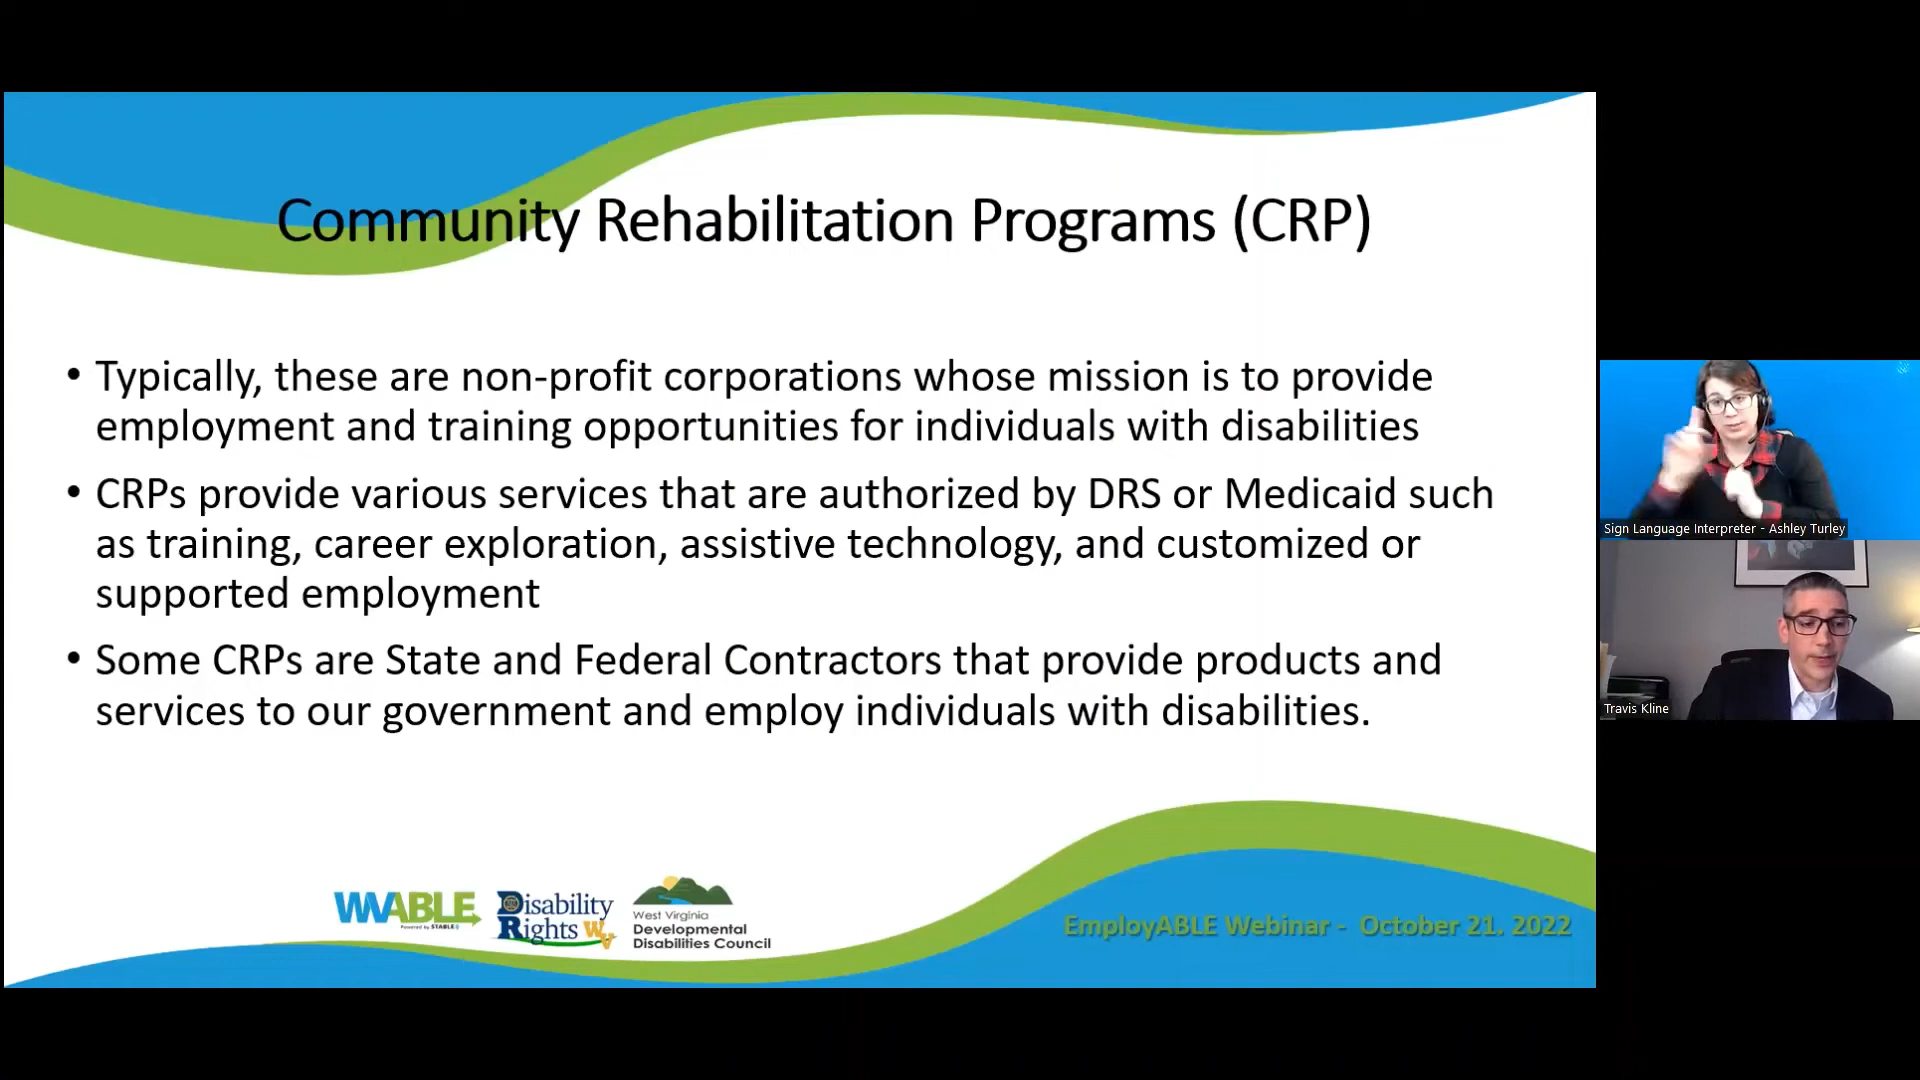 Community Rehabilitation Programs (CRP)
• Typically, these are non-profit corporations whose mission is to provide
employment and training opportunities for individuals with disabilities
• CRPs provide various services that are authorized by DRS or Medicaid such
as training, career exploration, assistive technology, and customized or
supported employment
• Some CRPs are State and Federal Contractors that provide products and
services to our government and employ individuals with disabilities.
Sign Language Interpreter - Ashley Turley
Travis Kline
WVABLE
Powered by STABLE
Disability
Rights WV
West Virginia
Developmental
Disabilities Council
EmployABLE Webinar - October 21. 2022